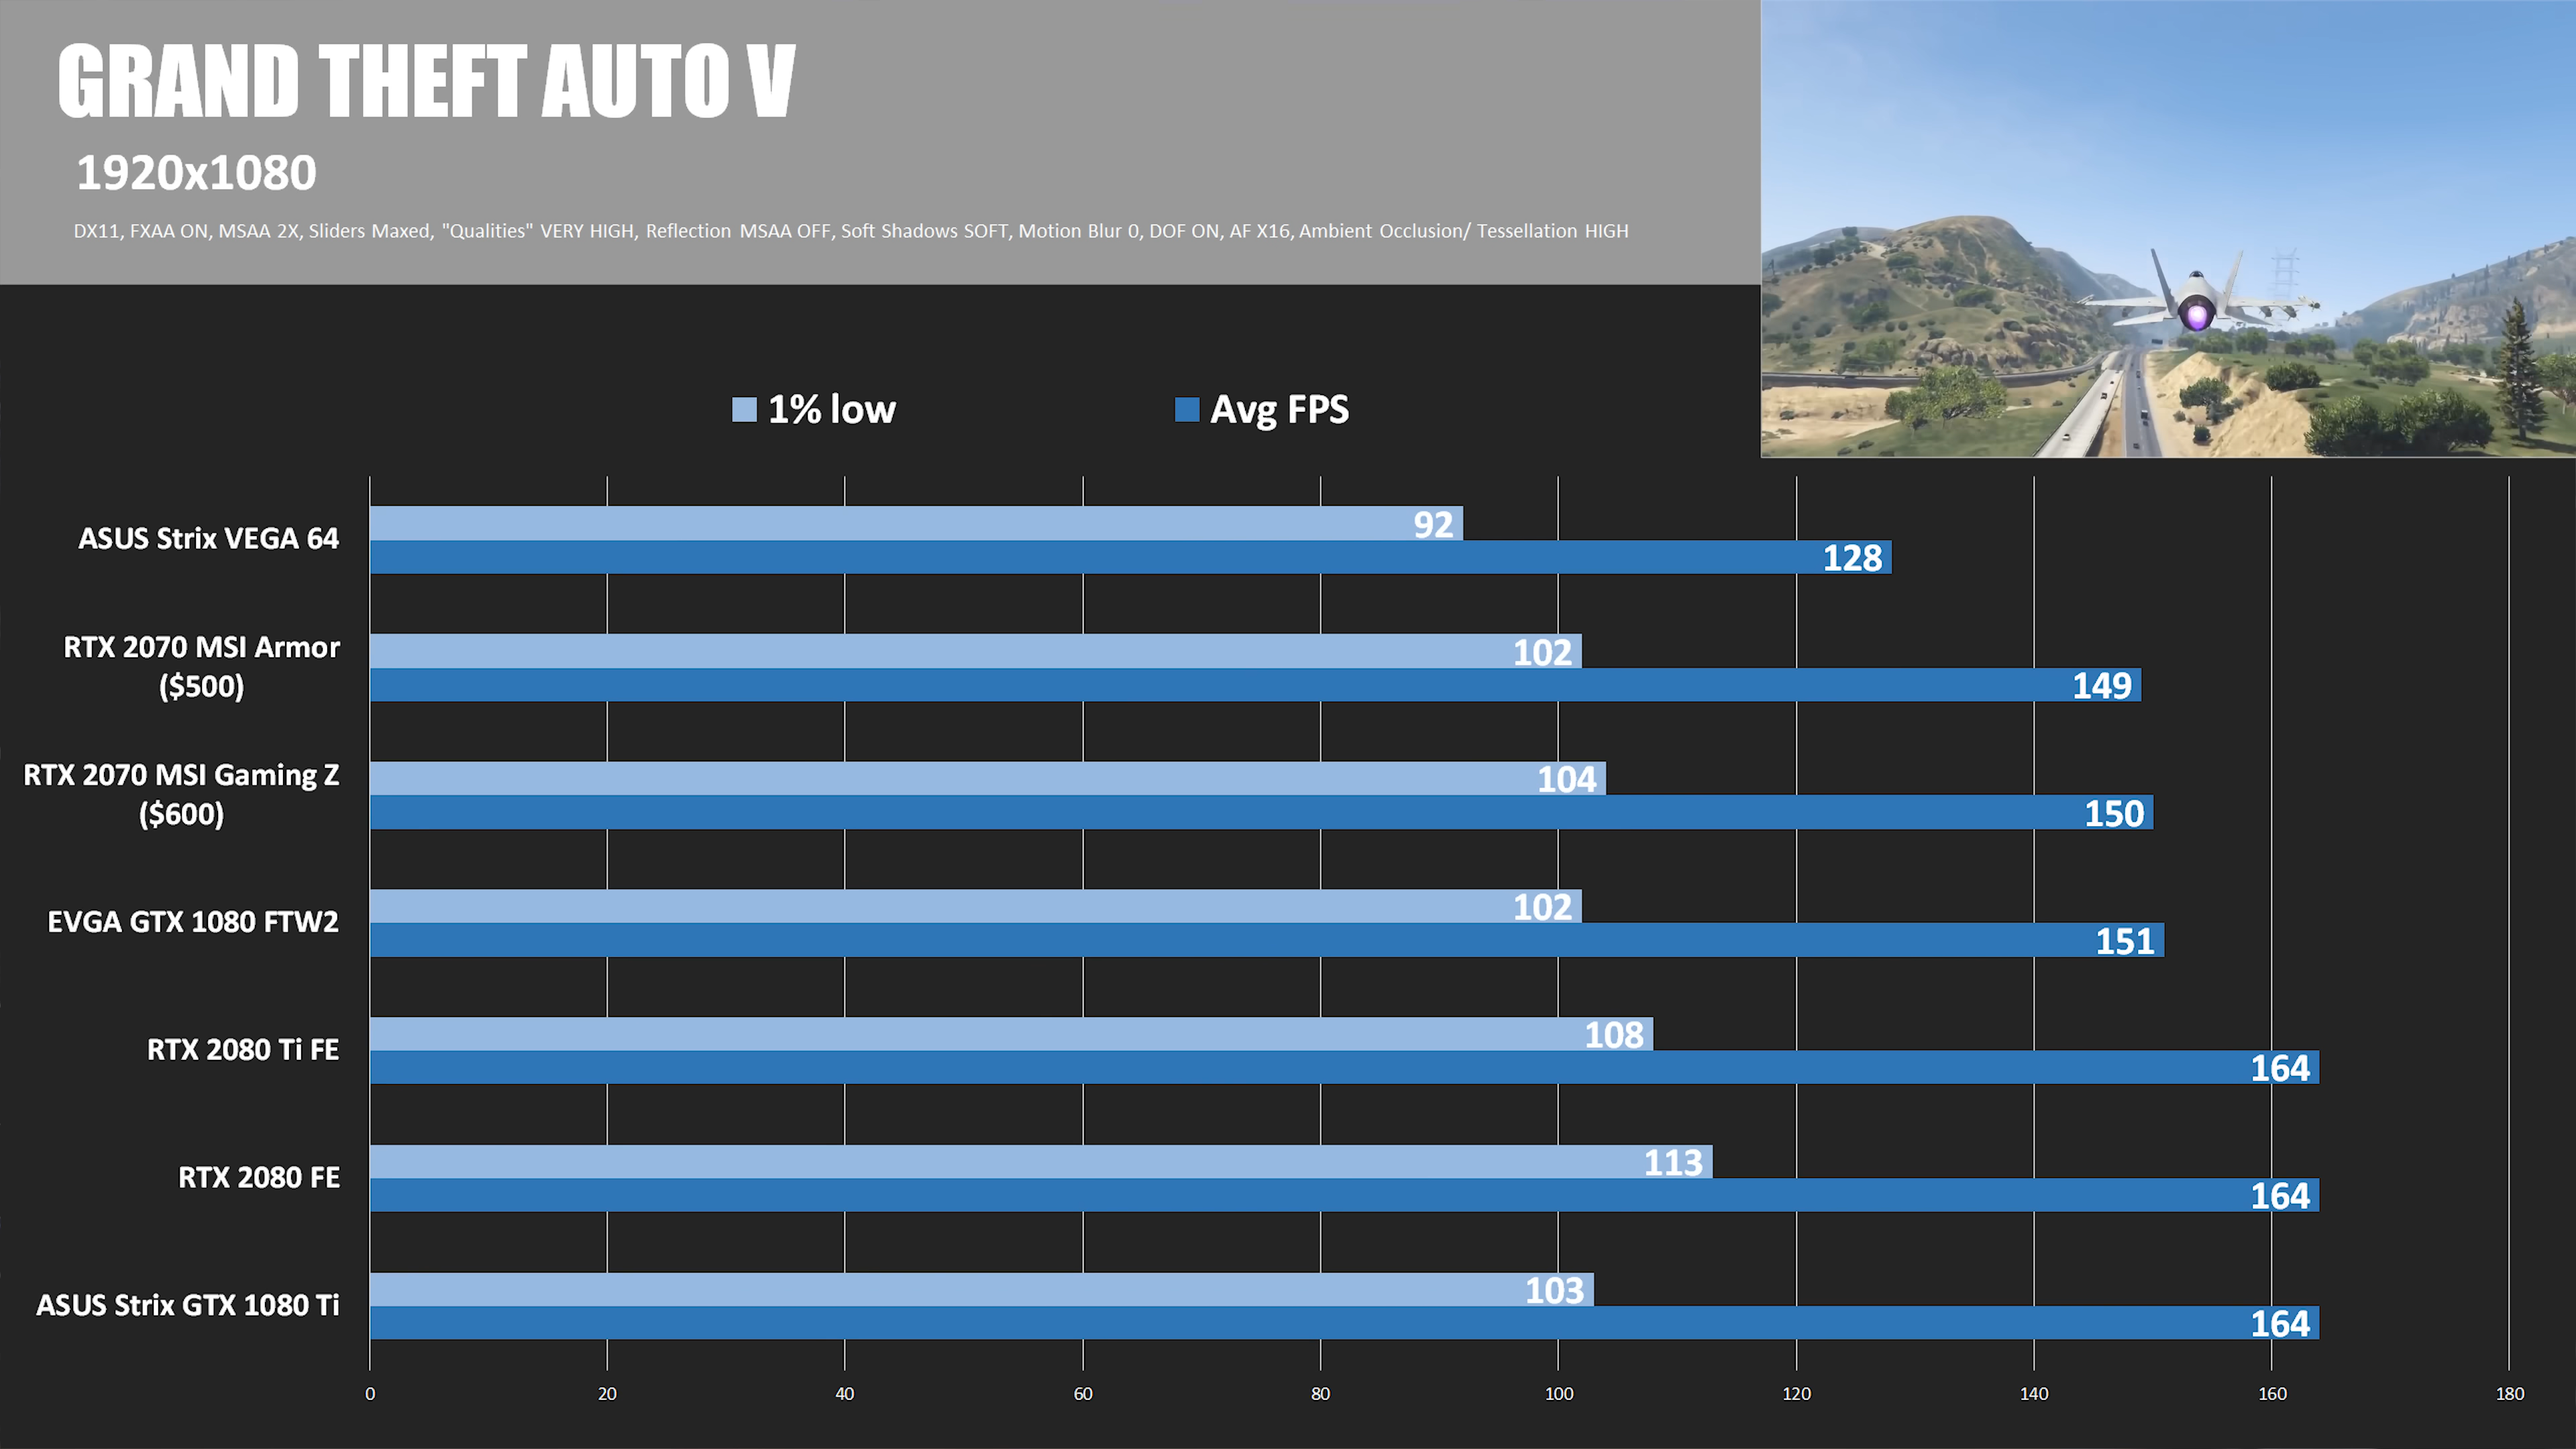 GRAND THEFT AUTO V
1920x1080
DX11, FXAA ON, MSAA 2X, Sliders Maxed, "Qualities" VERY HIGH, Reflection MSAA OFF, Soft Shadows SOFT, Motion Blur 0, DOF ON, AF X16, Ambient Occlusion/ Tessellation HIGH
1% low
Avg FPS
ASUS Strix VEGA 64
92
128
RTX 2070 MSI Armor
($500)
102
149
RTX 2070 MSI Gaming Z
($600)
104
150
EVGA GTX 1080 FTW2
102
151
RTX 2080 Ti FE
108
164
RTX 2080 FE
113
164
ASUS Strix GTX 1080 Ti
103
164
0 20 40 60 80 100 120 140 160 180